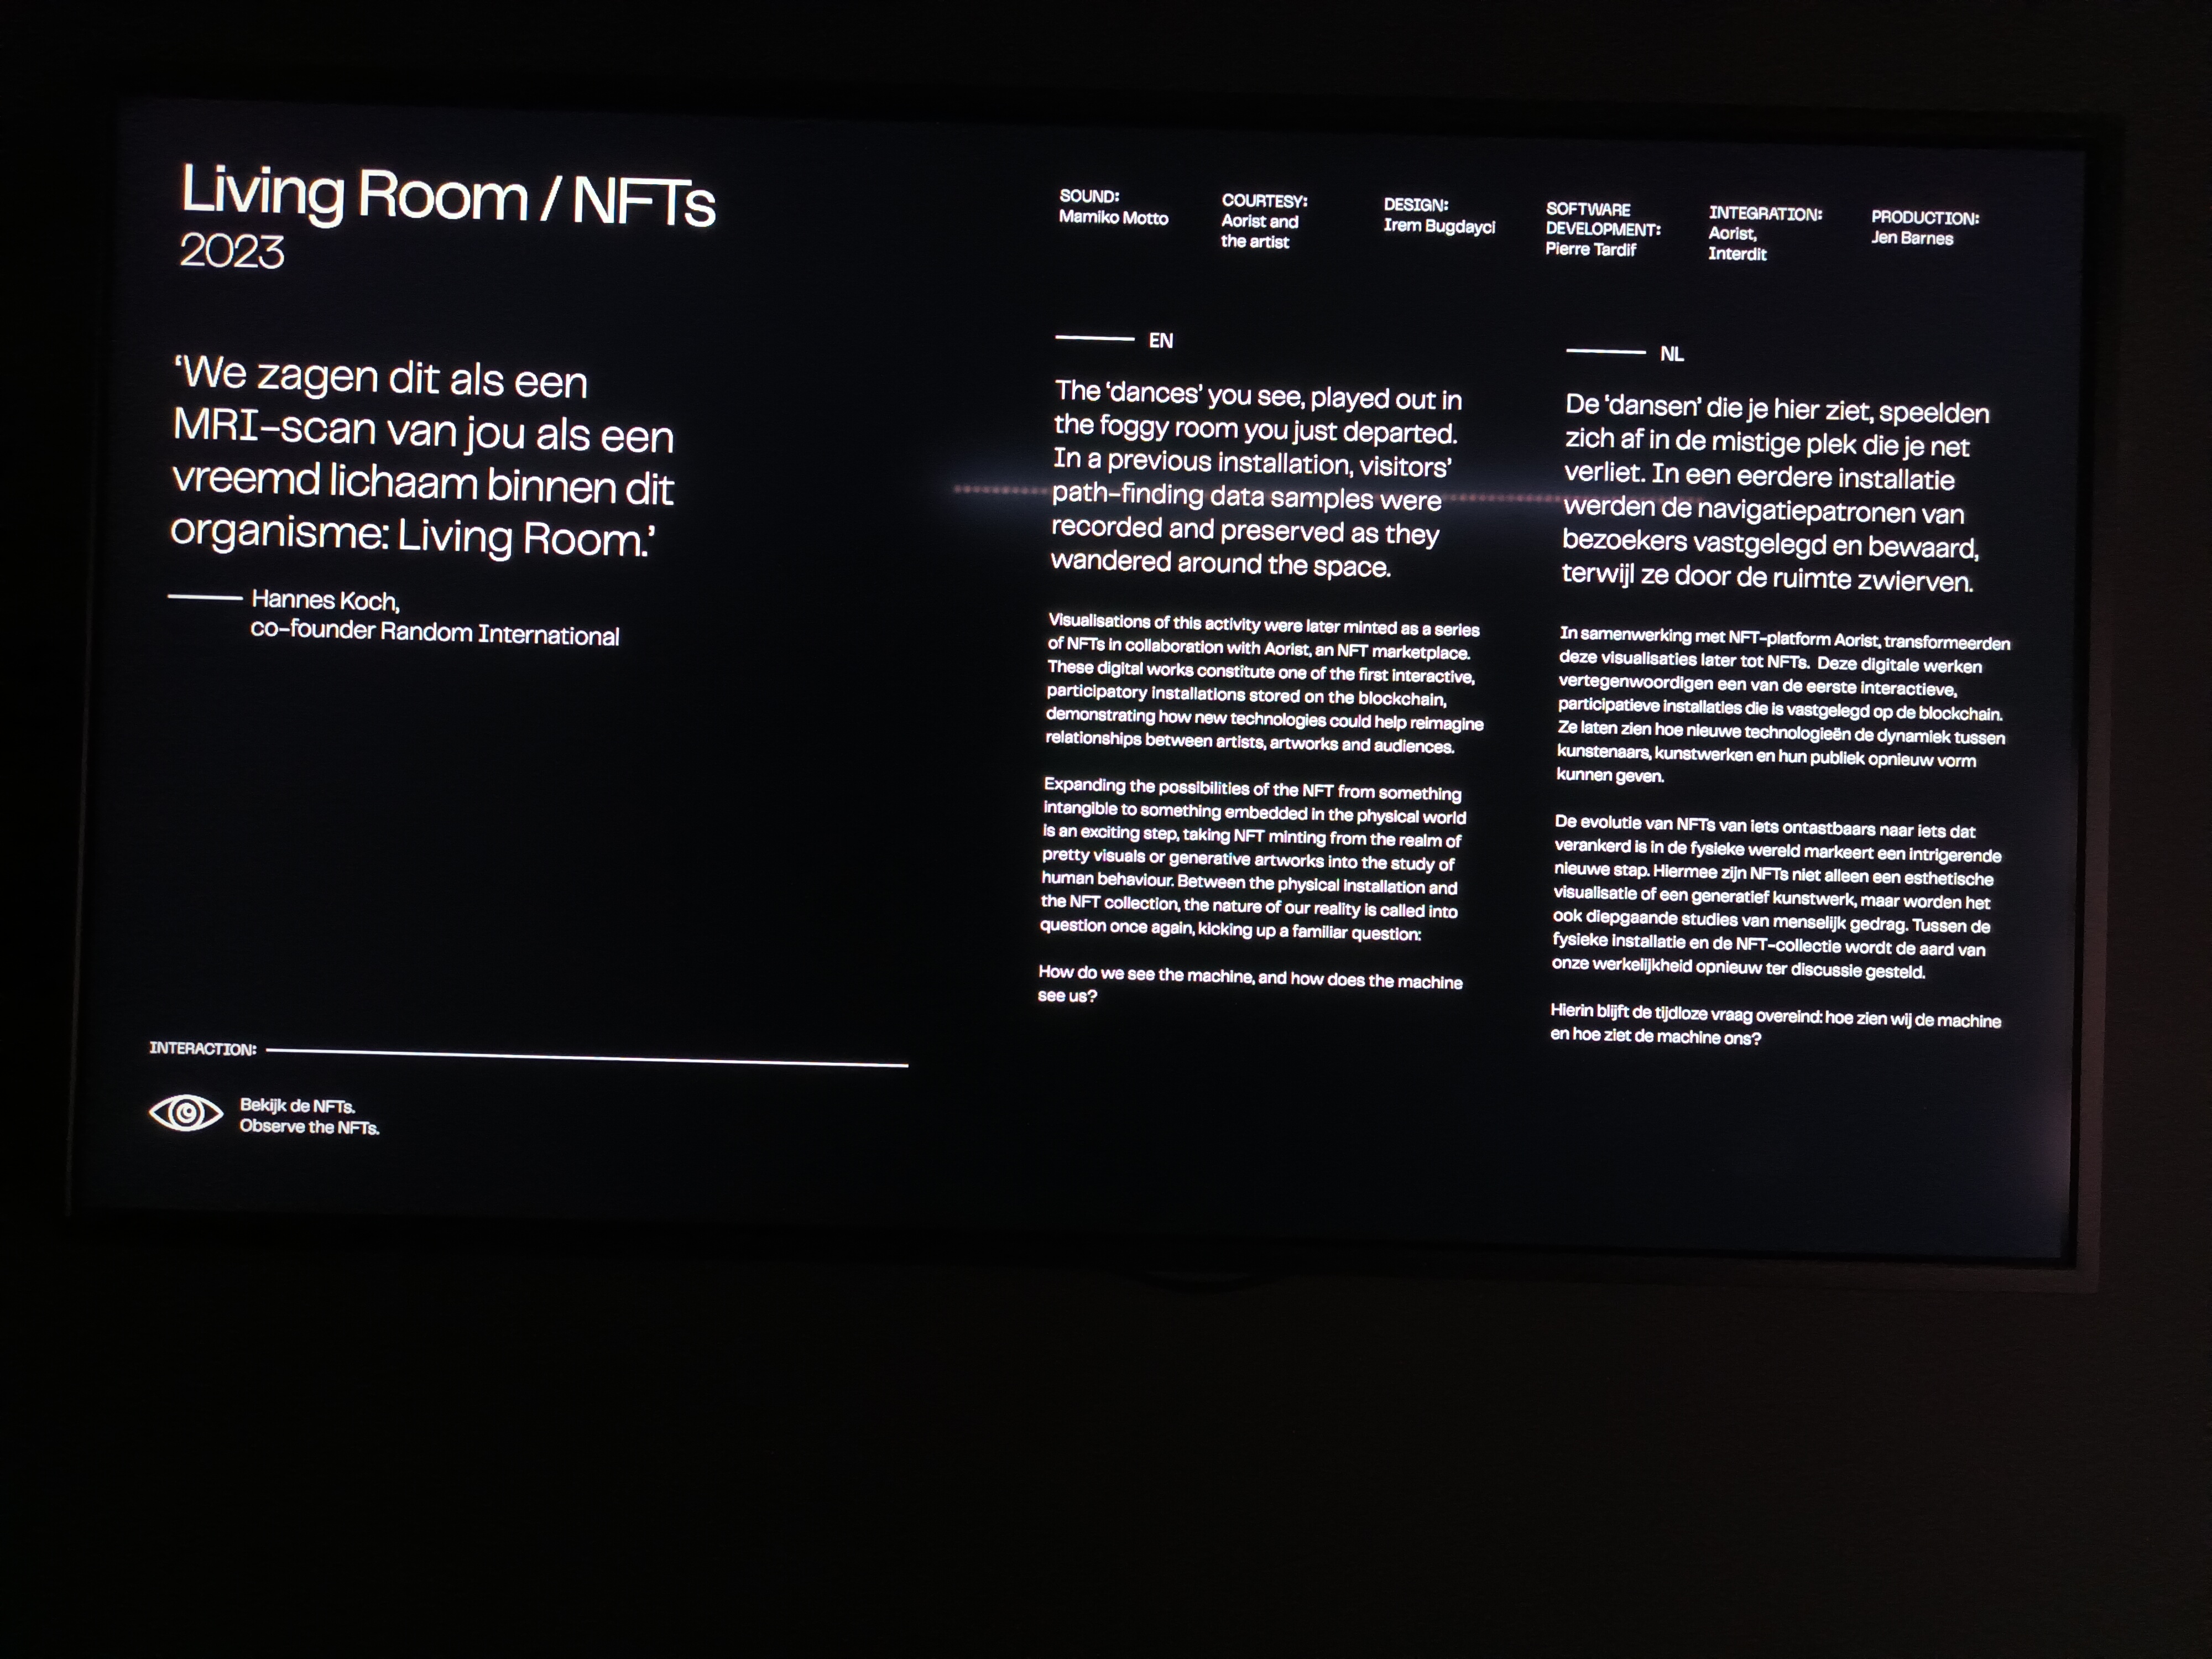 Living Room / NFTs
2023
‘We zagen dit als een
MRI-scan van jou als een
vreemd lichaam binnen dit
organisme: Living Room.’
Hannes Koch,
co-founder Random International
INTERACTION:
Bekijk de NFTs.
Observe the NFTs.
SOUND:
Mamiko Motto
COURTESY:
Aorist and
the artist
DESIGN:
Irem Bugdayci
SOFTWARE
DEVELOPMENT:
Pierre Tardif
INTEGRATION:
Aorist,
Interdit
PRODUCTION:
Jen Barnes
EN
The ‘dances’ you see, played out in
the foggy room you just departed.
In a previous installation, visitors’
path-finding data samples were
recorded and preserved as they
wandered around the space.
Visualisations of this activity were later minted as a series
of NFTs in collaboration with Aorist, an NFT marketplace.
These digital works constitute one of the first interactive,
participatory installations stored on the blockchain,
demonstrating how new technologies could help reimagine
relationships between artists, artworks and audiences.
Expanding the possibilities of the NFT from something
intangible to something embedded in the physical world
is an exciting step, taking NFT minting from the realm of
pretty visuals or generative artworks into the study of
human behaviour. Between the physical installation and
the NFT collection, the nature of our reality is called into
question once again, kicking up a familiar question:
How do we see the machine, and how does the machine
see us?
NL
De ‘dansen’ die je hier ziet, speelden
zich af in de mistige plek die je net
verliet. In een eerdere installatie
werden de navigatiepatronen van
bezoekers vastgelegd en bewaard,
terwijl ze door de ruimte zwierven.
In samenwerking met NFT-platform Aorist, transformeerden
deze visualisaties later tot NFTs. Deze digitale werken
vertegenwoordigen een van de eerste interactieve,
participatieve installaties die is vastgelegd op de blockchain.
Ze laten zien hoe nieuwe technologieën de dynamiek tussen
kunstenaars, kunstwerken en hun publiek opnieuw vorm
kunnen geven.
De evolutie van NFTs van iets ontastbaars naar iets dat
verankerd is in de fysieke wereld markeert een intrigerende
nieuwe stap. Hiermee zijn NFTs niet alleen een esthetische
visualisatie of een generatief kunstwerk, maar worden het
ook diepgaande studies van menselijk gedrag. Tussen de
fysieke installatie en de NFT-collectie wordt de aard van
onze werkelijkheid opnieuw ter discussie gesteld.
Hierin blijft de tijdloze vraag overeind: hoe zien wij de machine
en hoe ziet de machine ons?